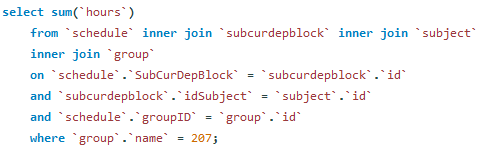 select sum(`hours`)
from `schedule` inner join `subcurdepblock` inner join `subject`
inner join `group`
on `schedule`.`SubCurDepBlock` = `subcurdepblock`.`id`
and `subcurdepblock`.`idSubject` = `subject`.`id`
and `schedule`.`groupID` = `group`.`id`
where `group`.`name` = 207;